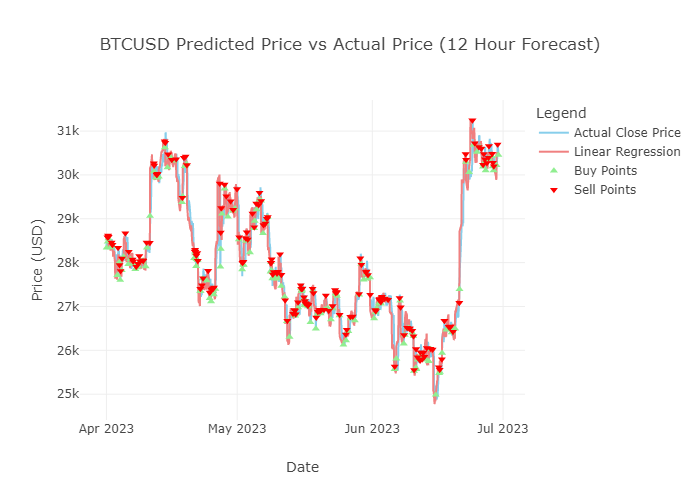 BTCUSD Predicted Price vs Actual Price (12 Hour Forecast)
Legend
Actual Close Price
Linear Regression
Buy Points
Sell Points
31k
30k
29k
28k
27k
26k
25k
Price (USD)
Apr 2023
May 2023
Jun 2023
Jul 2023
Date